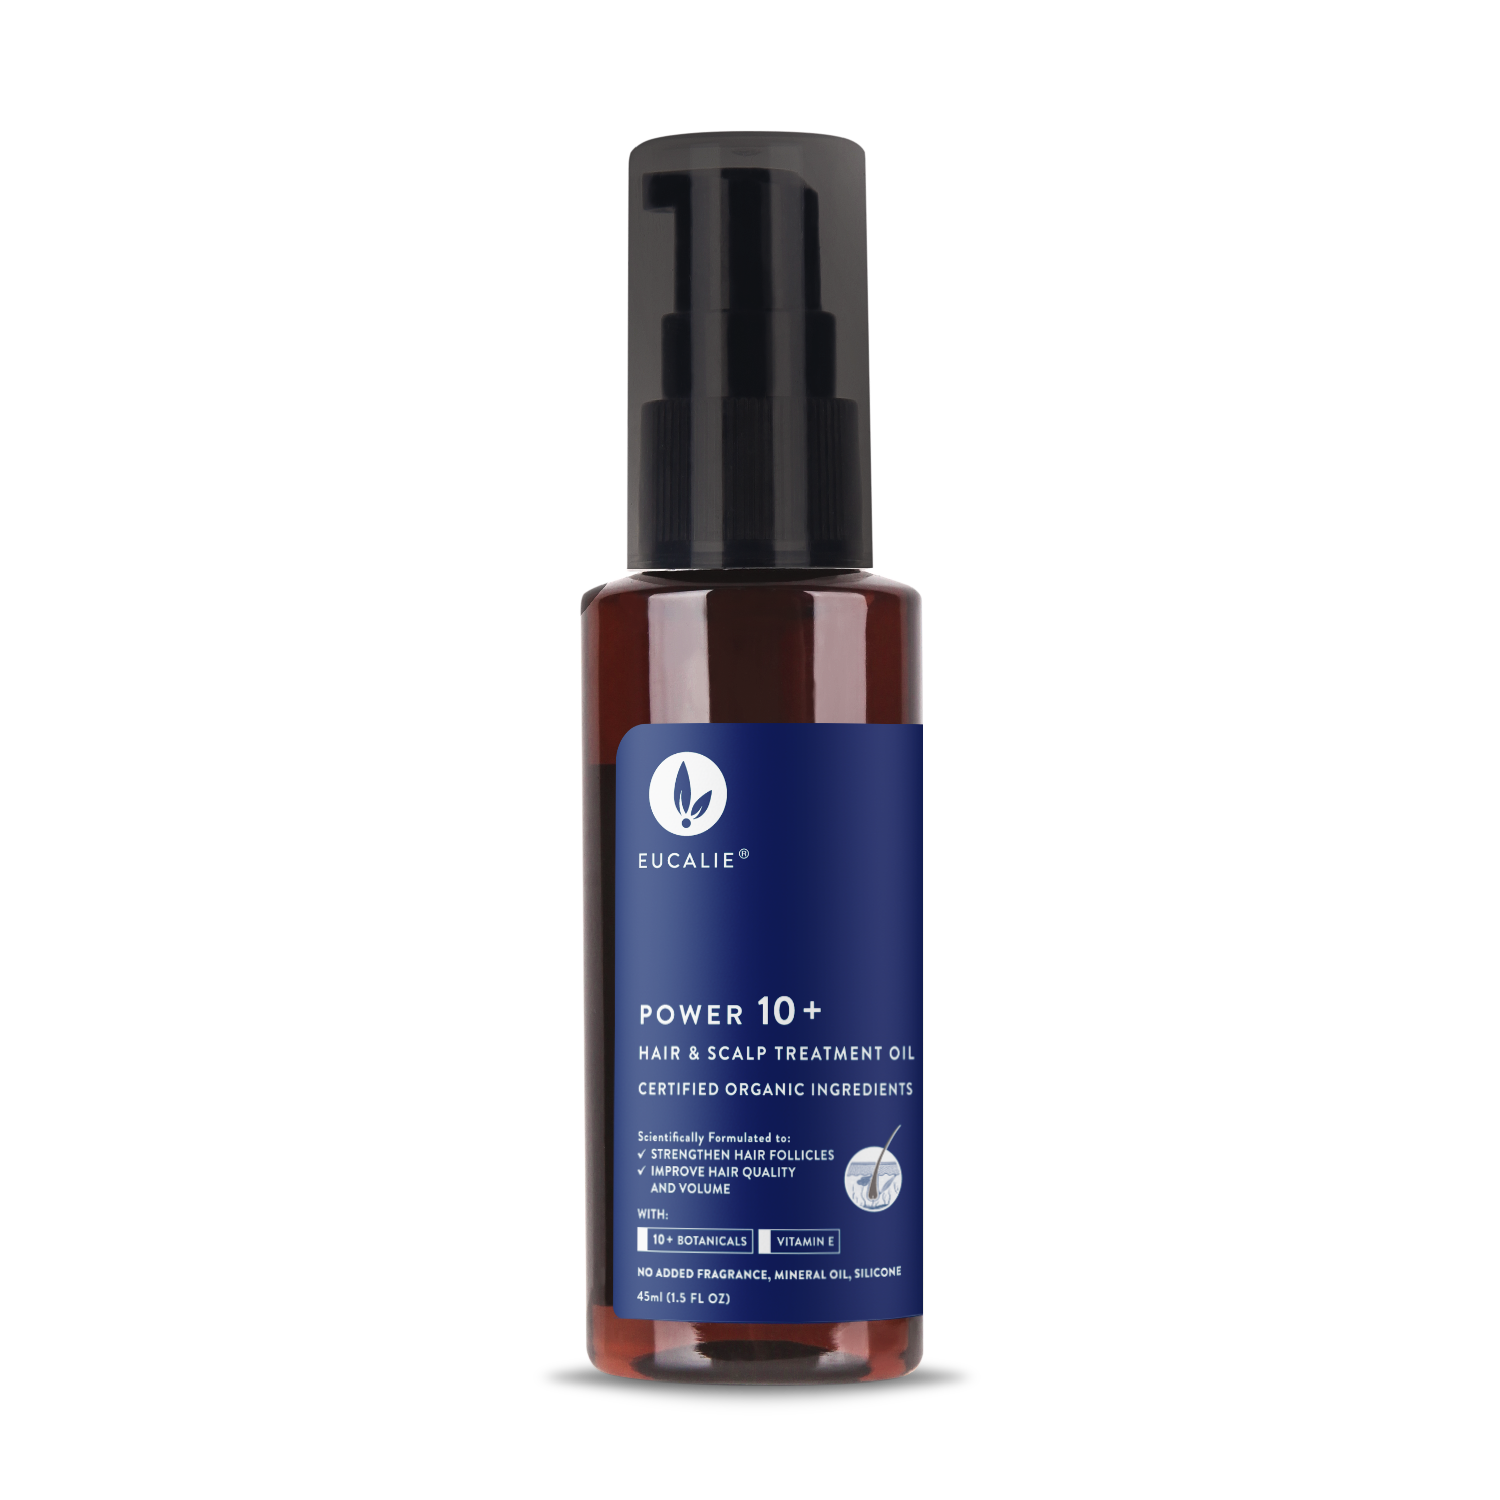 EUCALIE®
POWER 10+
HAIR & SCALP TREATMENT OIL
CERTIFIED ORGANIC INGREDIENTS
Scientifically Formulated to:
✓ STRENGTHEN HAIR FOLLICLES
✓ IMPROVE HAIR QUALITY
AND VOLUME
WITH:
10+ BOTANICALS VITAMIN E
NO ADDED FRAGRANCE, MINERAL OIL, SILICONE
45ml (1.5 FL OZ)